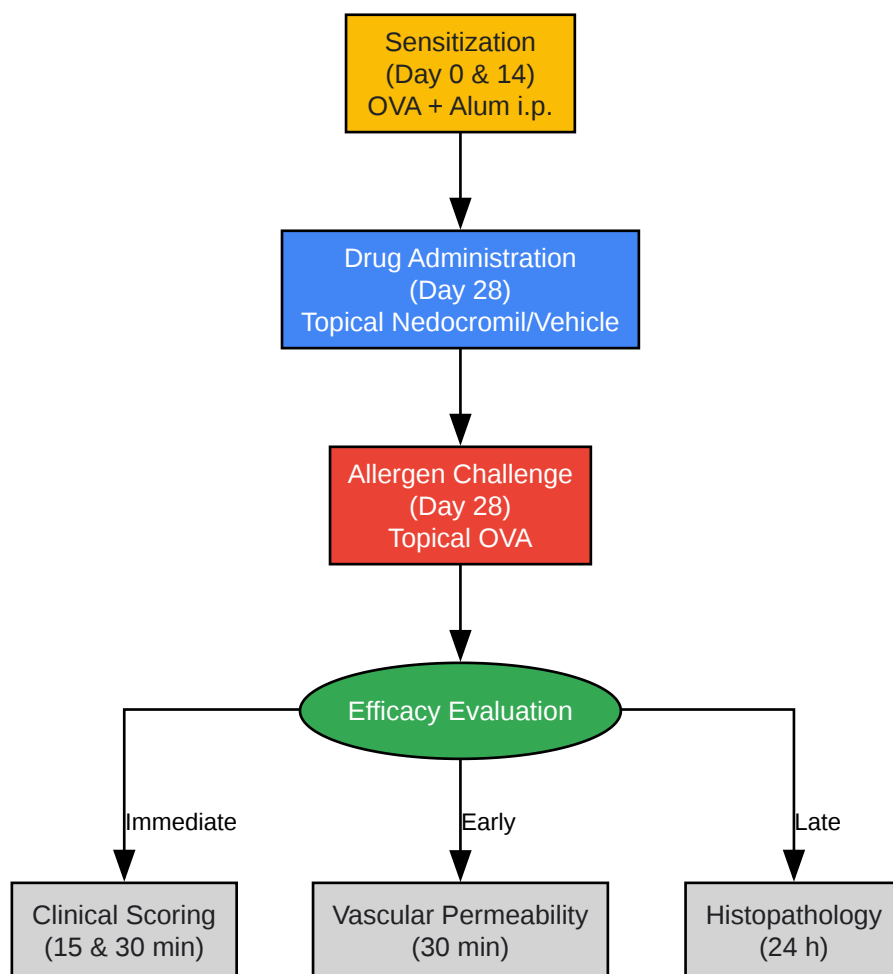 Sensitization
(Day 0 & 14)
OVA + Alum i.p.
Drug Administration
(Day 28)
Topical Nedocromil/Vehicle
Allergen Challenge
(Day 28)
Topical OVA
Efficacy Evaluation
Immediate
Early
Late
Clinical Scoring
(15 & 30 min)
Vascular Permeability
(30 min)
Histopathology
(24 h)